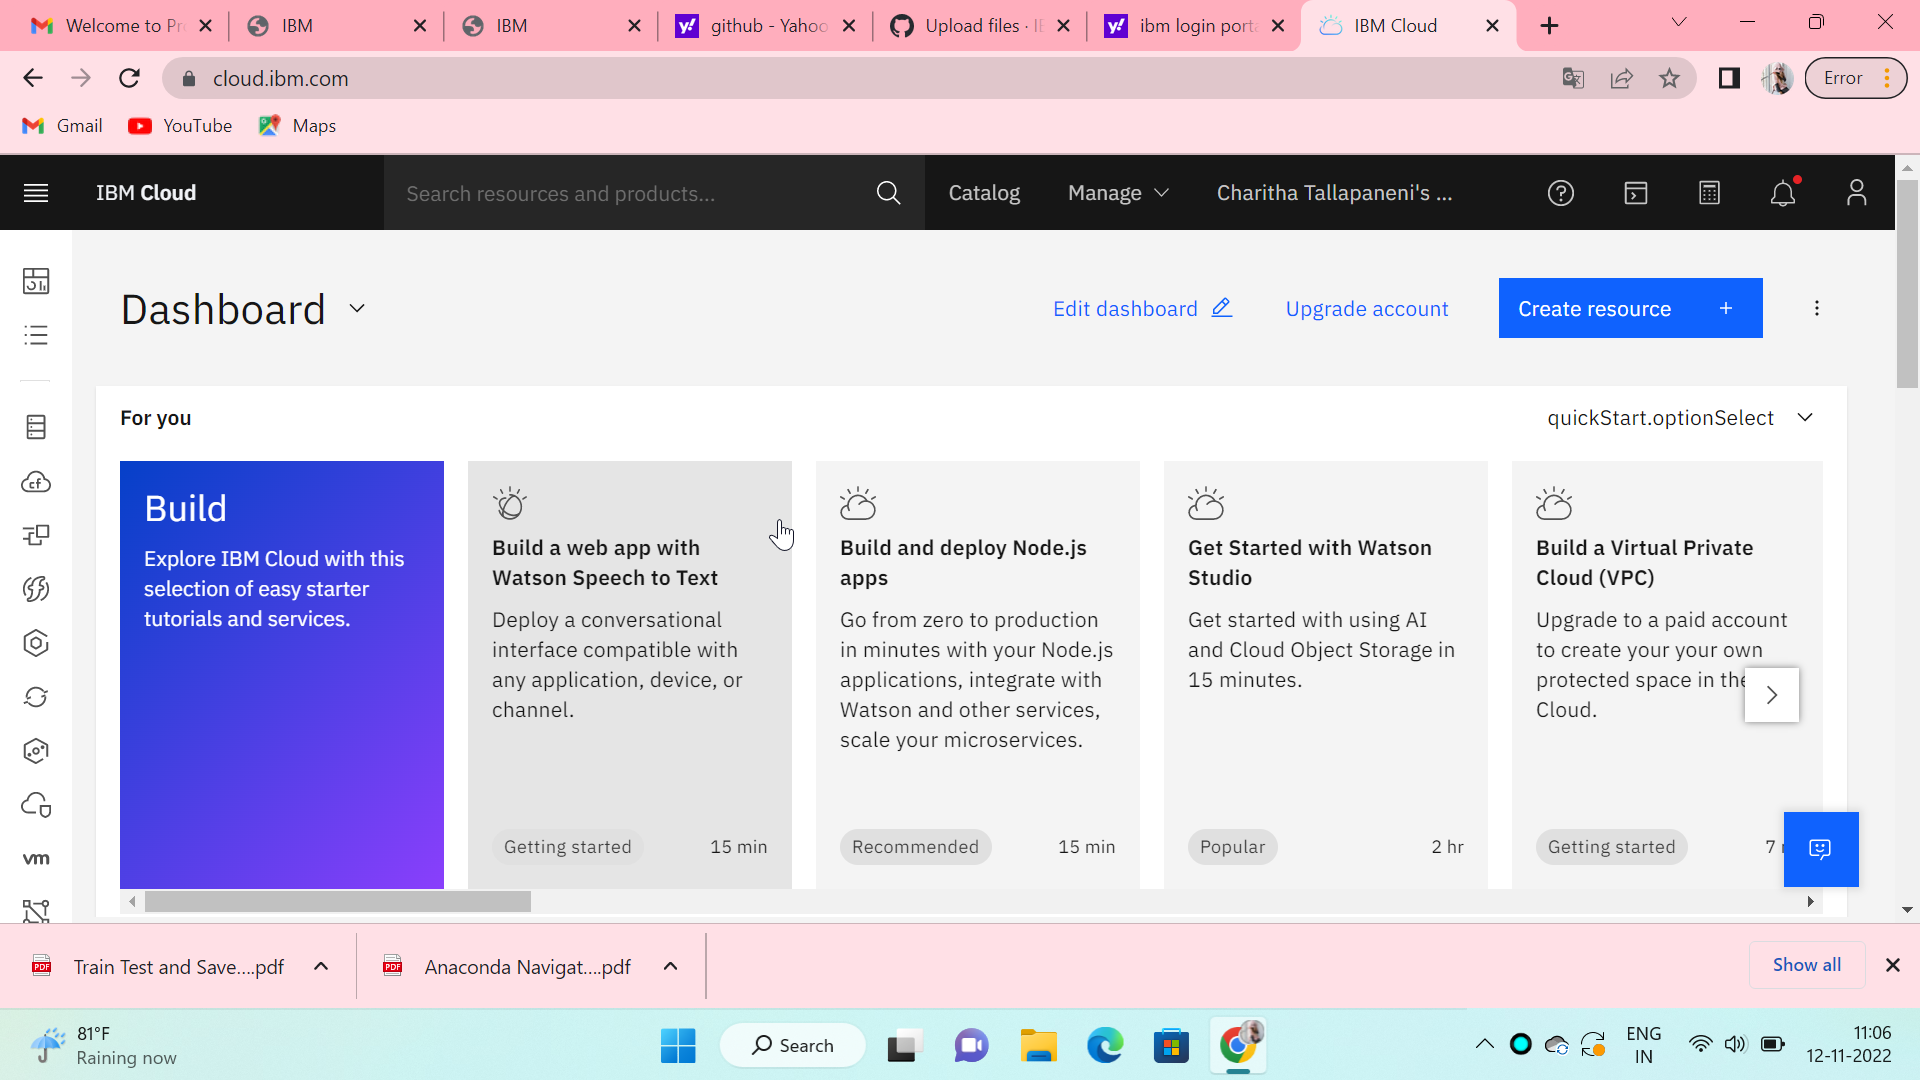 Welcome to Pr
IBM
IBM
github - Yahoo
Upload files · IB
ibm login porta
IBM Cloud
cloud.ibm.com
Error
Gmail
YouTube
Maps
IBM Cloud
Search resources and products...
Catalog
Manage
Charitha Tallapaneni's ...
Dashboard
Edit dashboard
Upgrade account
Create resource +
For you
quickStart.optionSelect
Build
Explore IBM Cloud with this
selection of easy starter
tutorials and services.
Build a web app with
Watson Speech to Text
Deploy a conversational
interface compatible with
any application, device, or
channel.
Getting started
15 min
Build and deploy Node.js
apps
Go from zero to production
in minutes with your Node.js
applications, integrate with
Watson and other services,
scale your microservices.
Recommended
15 min
Get Started with Watson
Studio
Get started with using AI
and Cloud Object Storage in
15 minutes.
Popular
2 hr
Build a Virtual Private
Cloud (VPC)
Upgrade to a paid account
to create your your own
protected space in the
Cloud.
Getting started
7
vm
PDF
Train Test and Save....pdf
PDF
Anaconda Navigat....pdf
Show all
81°F
Raining now
Search
ENG
IN
11:06
12-11-2022